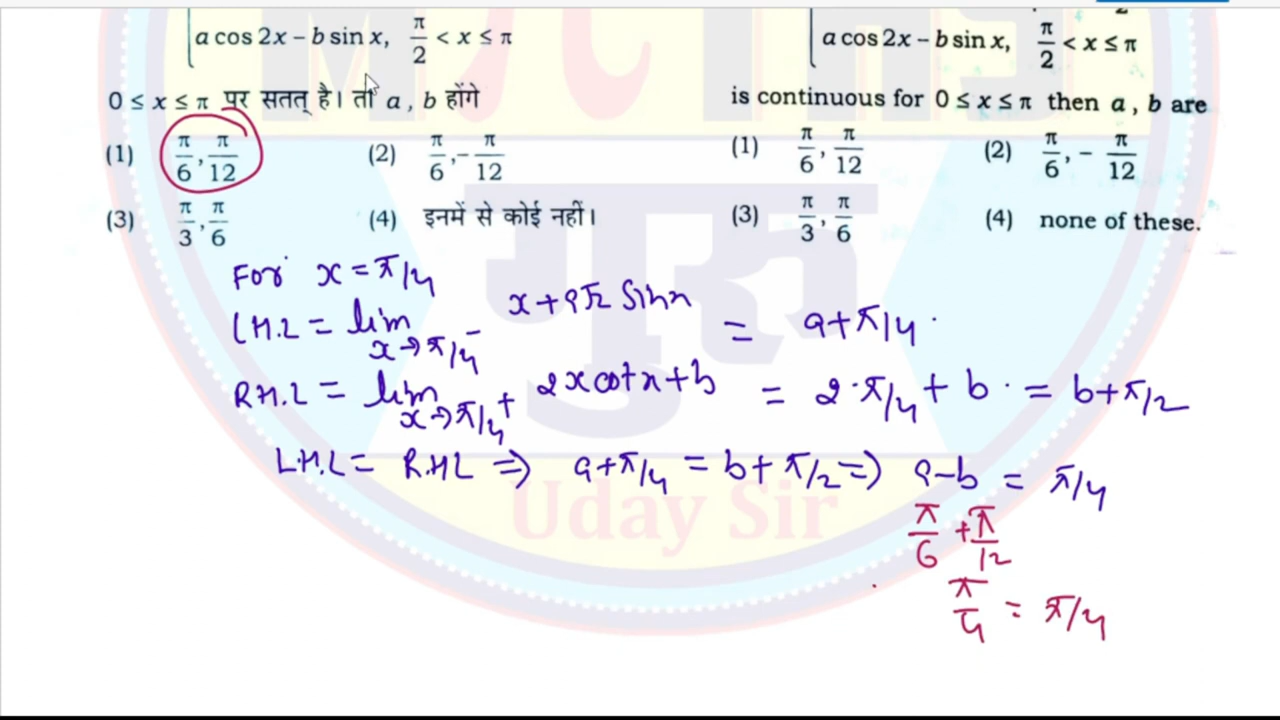 a cos 2x – b sin x, π/2 < x ≤ π
0 ≤ x ≤ π पर सतत् है। तो a , b होंगे
(1) π/6, π/12 (2) π/6, – π/12
(3) π/3, π/6 (4) इनमें से कोई नहीं।
a cos 2x – b sin x, π/2 < x ≤ π
is continuous for 0 ≤ x ≤ π then a , b are
(1) π/6, π/12 (2) π/6, – π/12
(3) π/3, π/6 (4) none of these.
For x = π/4
L.H.L = lim x→π/4⁻ x + a√2 Sinx = a + π/4
R.H.L = lim x→π/4⁺ 2x cotx + b = 2·π/4 + b = b + π/2
L.H.L = R.H.L ⇒ a + π/4 = b + π/2 ⇒ a – b = π/4
π/6 + π/12
π/4 = π/4
गुरु
Uday Sir